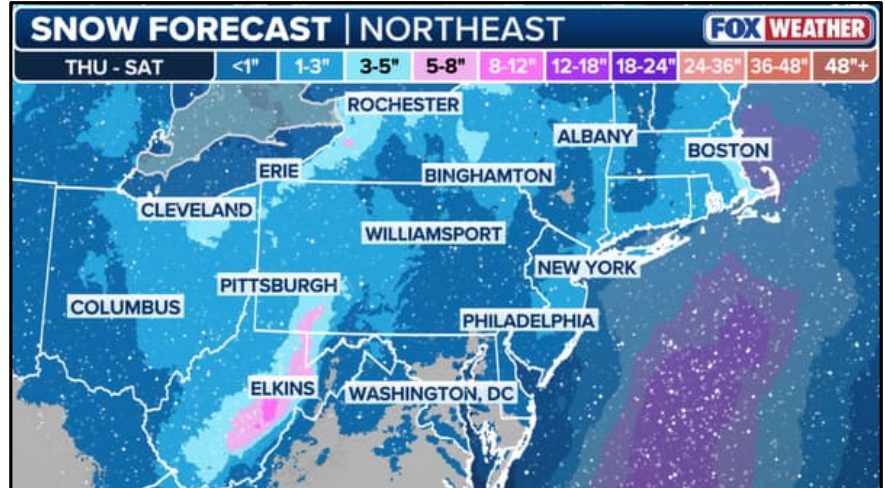 SNOW FORECAST | NORTHEAST
FOX WEATHER
THU - SAT <1" 1-3" 3-5" 5-8" 8-12" 12-18" 18-24" 24-36" 36-48" 48"+
ROCHESTER
ALBANY
BOSTON
ERIE
BINGHAMTON
CLEVELAND
WILLIAMSPORT
NEW YORK
PITTSBURGH
COLUMBUS
PHILADELPHIA
ELKINS
WASHINGTON, DC